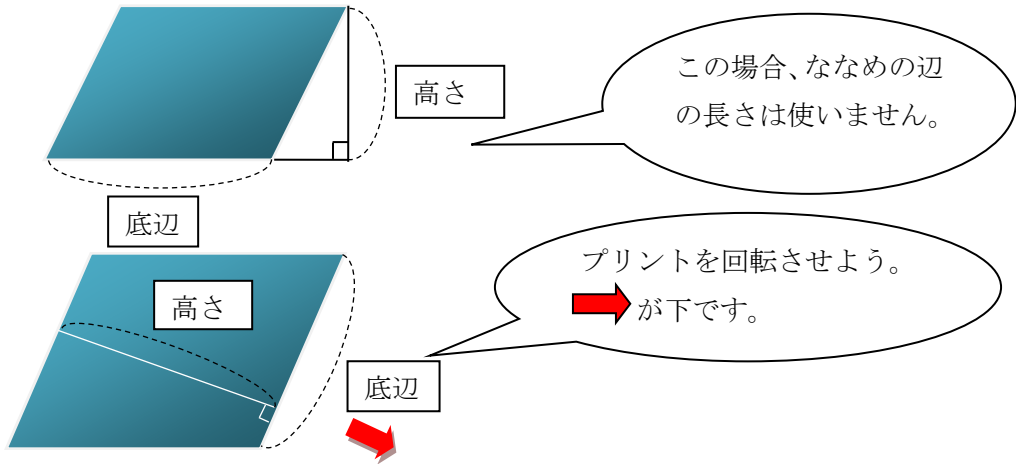 高さ
この場合、ななめの辺
の長さは使いません。
底辺
高さ
プリントを回転させよう。
が下です。
底辺